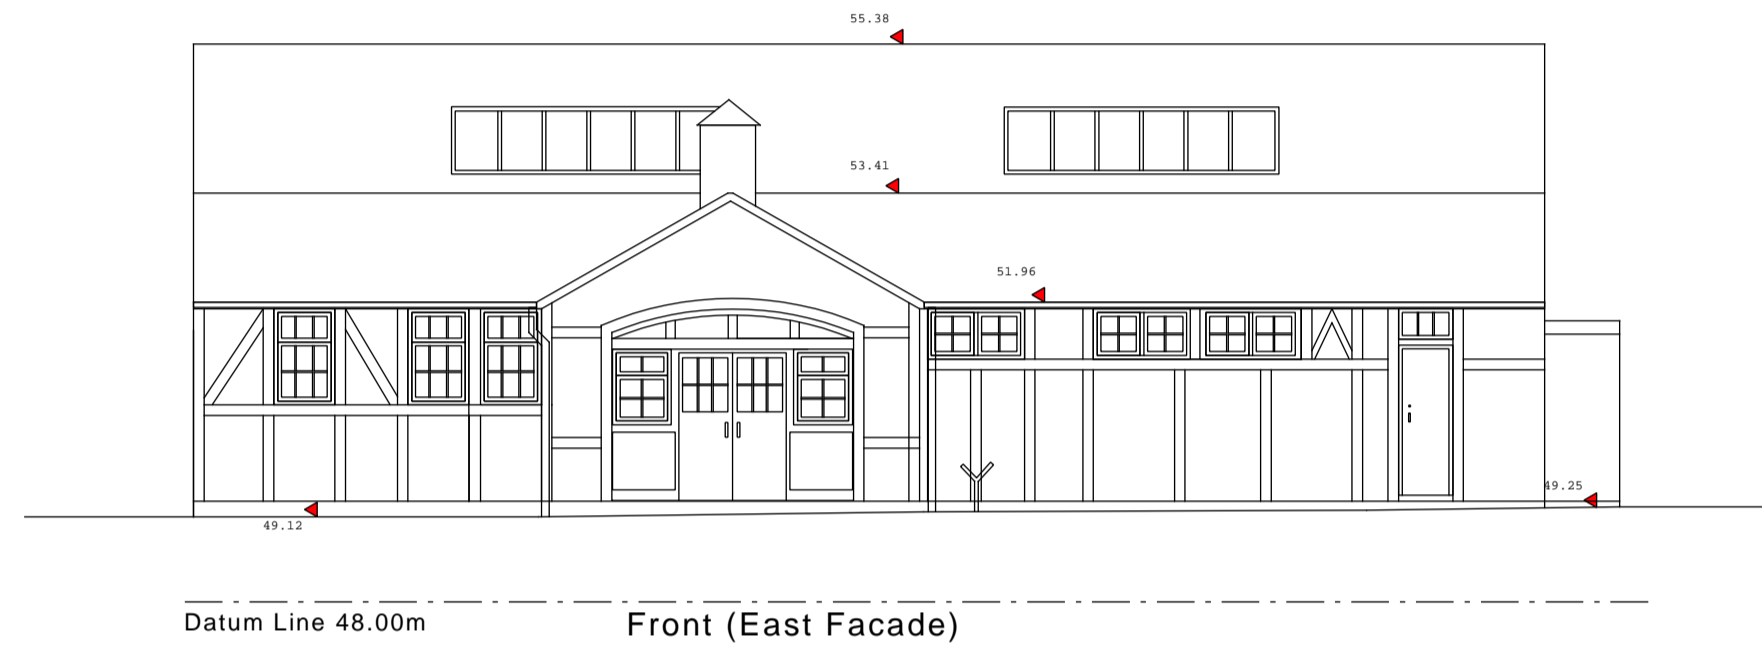 55.38
53.41
51.96
49.25
49.12
Datum Line 48.00m
Front (East Facade)